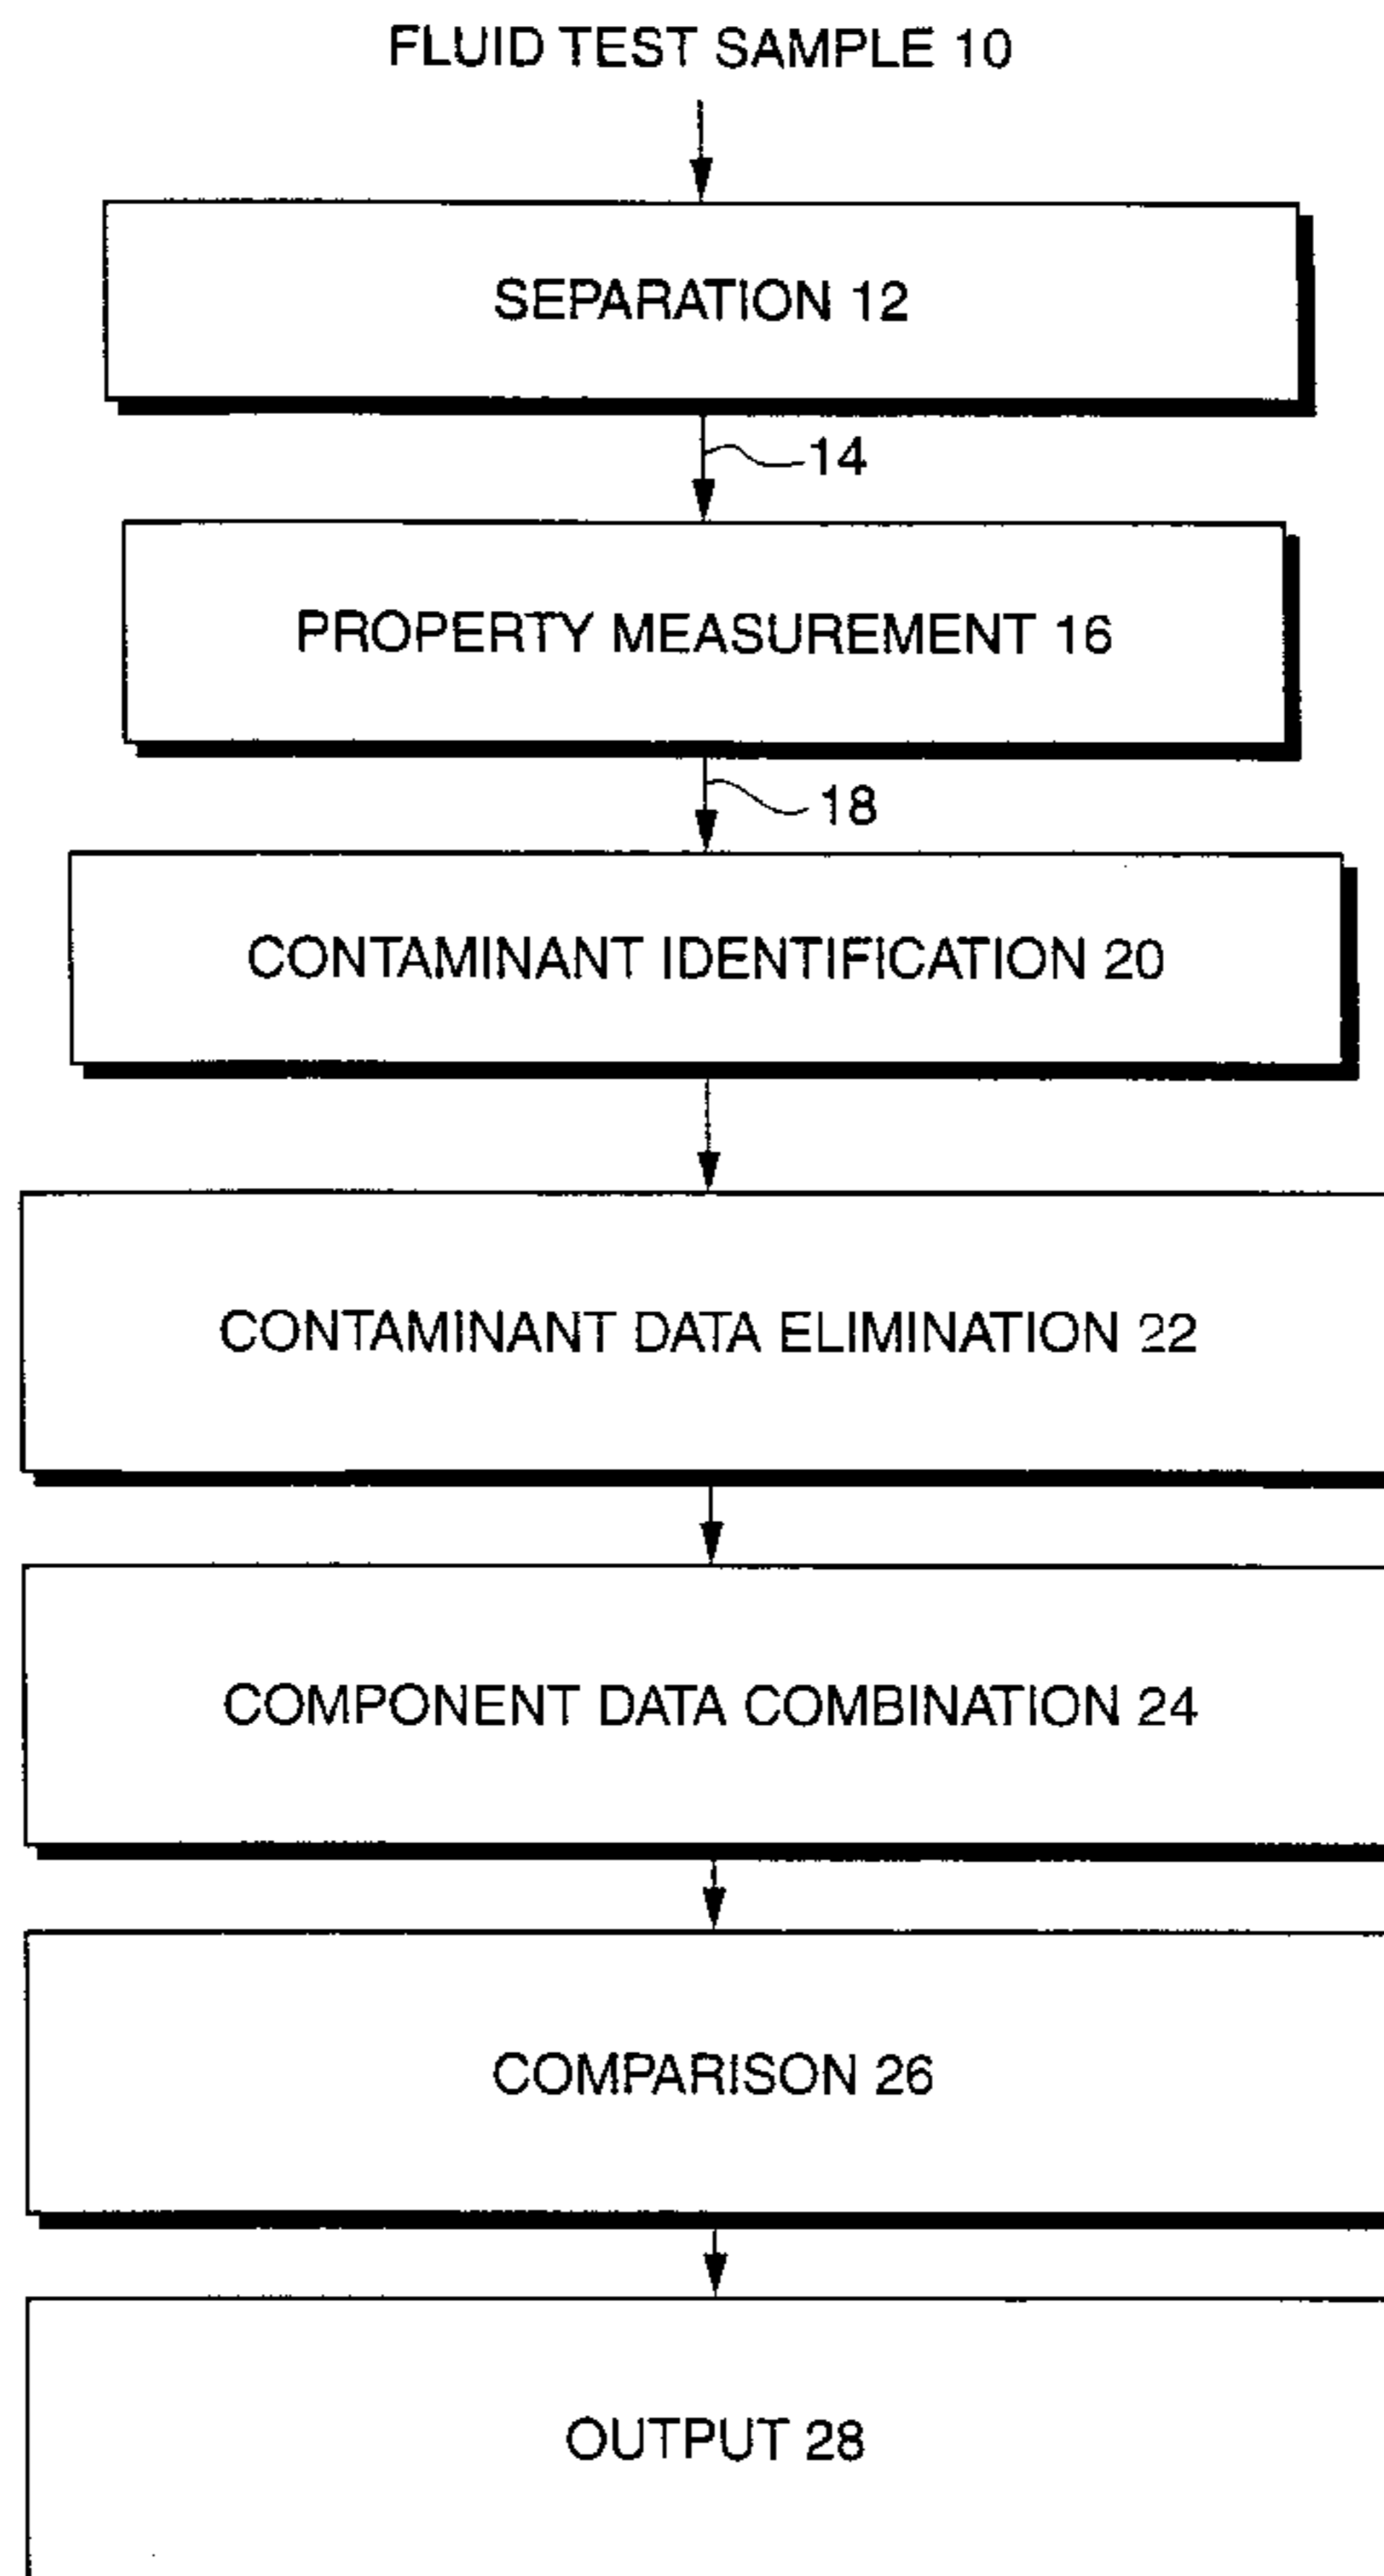 FLUID TEST SAMPLE 10
SEPARATION 12
14
PROPERTY MEASUREMENT 16
18
CONTAMINANT IDENTIFICATION 20
CONTAMINANT DATA ELIMINATION 22
COMPONENT DATA COMBINATION 24
COMPARISON 26
OUTPUT 28